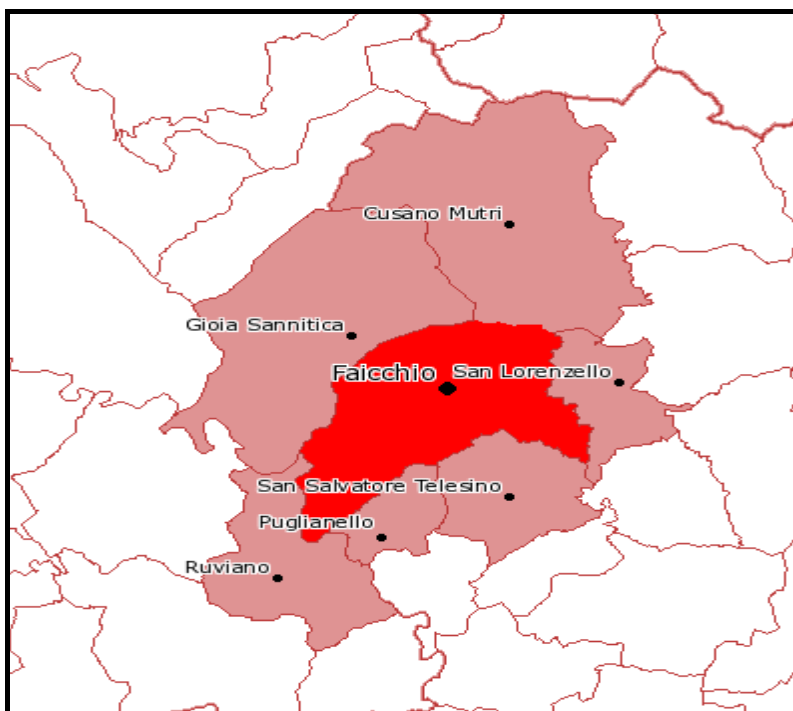 Cusano Mutri
Gioia Sannitica
Faicchio
San Lorenzello
San Salvatore Telesino
Puglianello
Ruviano